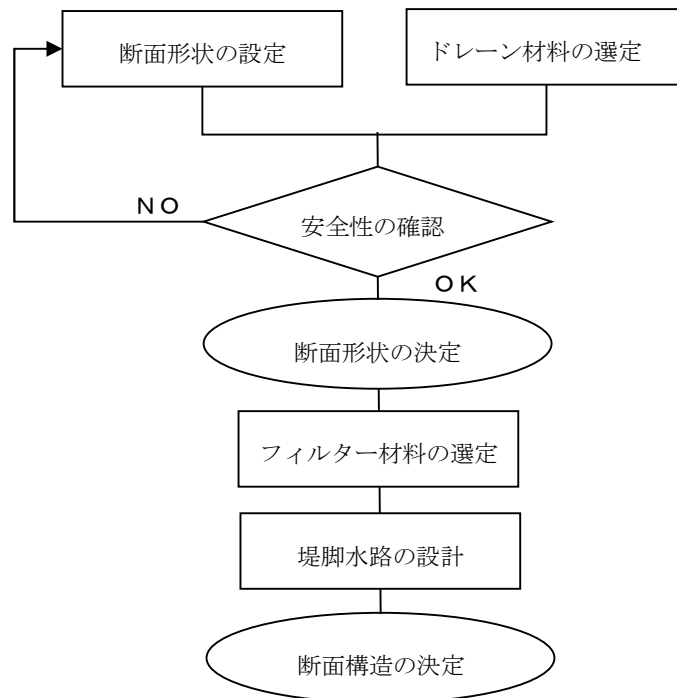 断面形状の設定
ドレーン材料の選定
NO
安全性の確認
OK
断面形状の決定
フィルター材料の選定
堤脚水路の設計
断面構造の決定